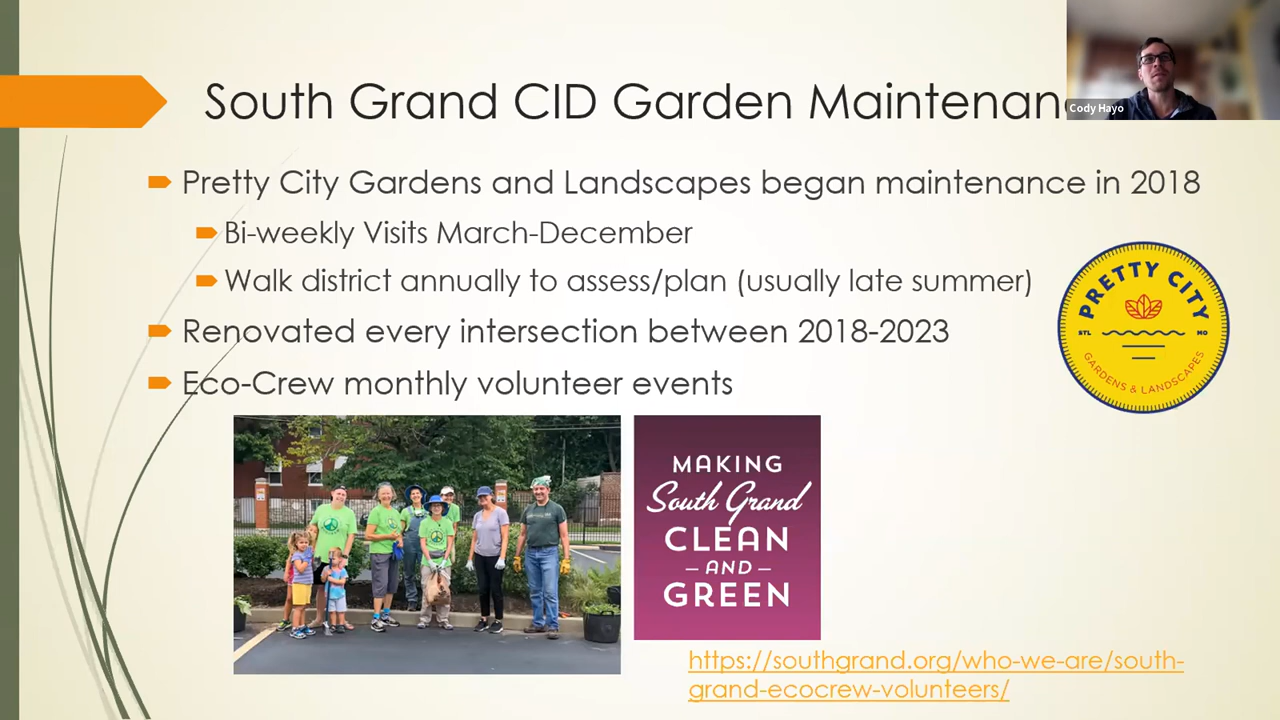 South Grand CID Garden Maintenan
Cody Hayo
Pretty City Gardens and Landscapes began maintenance in 2018
Bi-weekly Visits March-December
Walk district annually to assess/plan (usually late summer)
Renovated every intersection between 2018-2023
Eco-Crew monthly volunteer events
PRETTY CITY
STL
MO
GARDENS & LANDSCAPES
MAKING
South Grand
CLEAN
AND
GREEN
https://southgrand.org/who-we-are/south-
grand-ecocrew-volunteers/